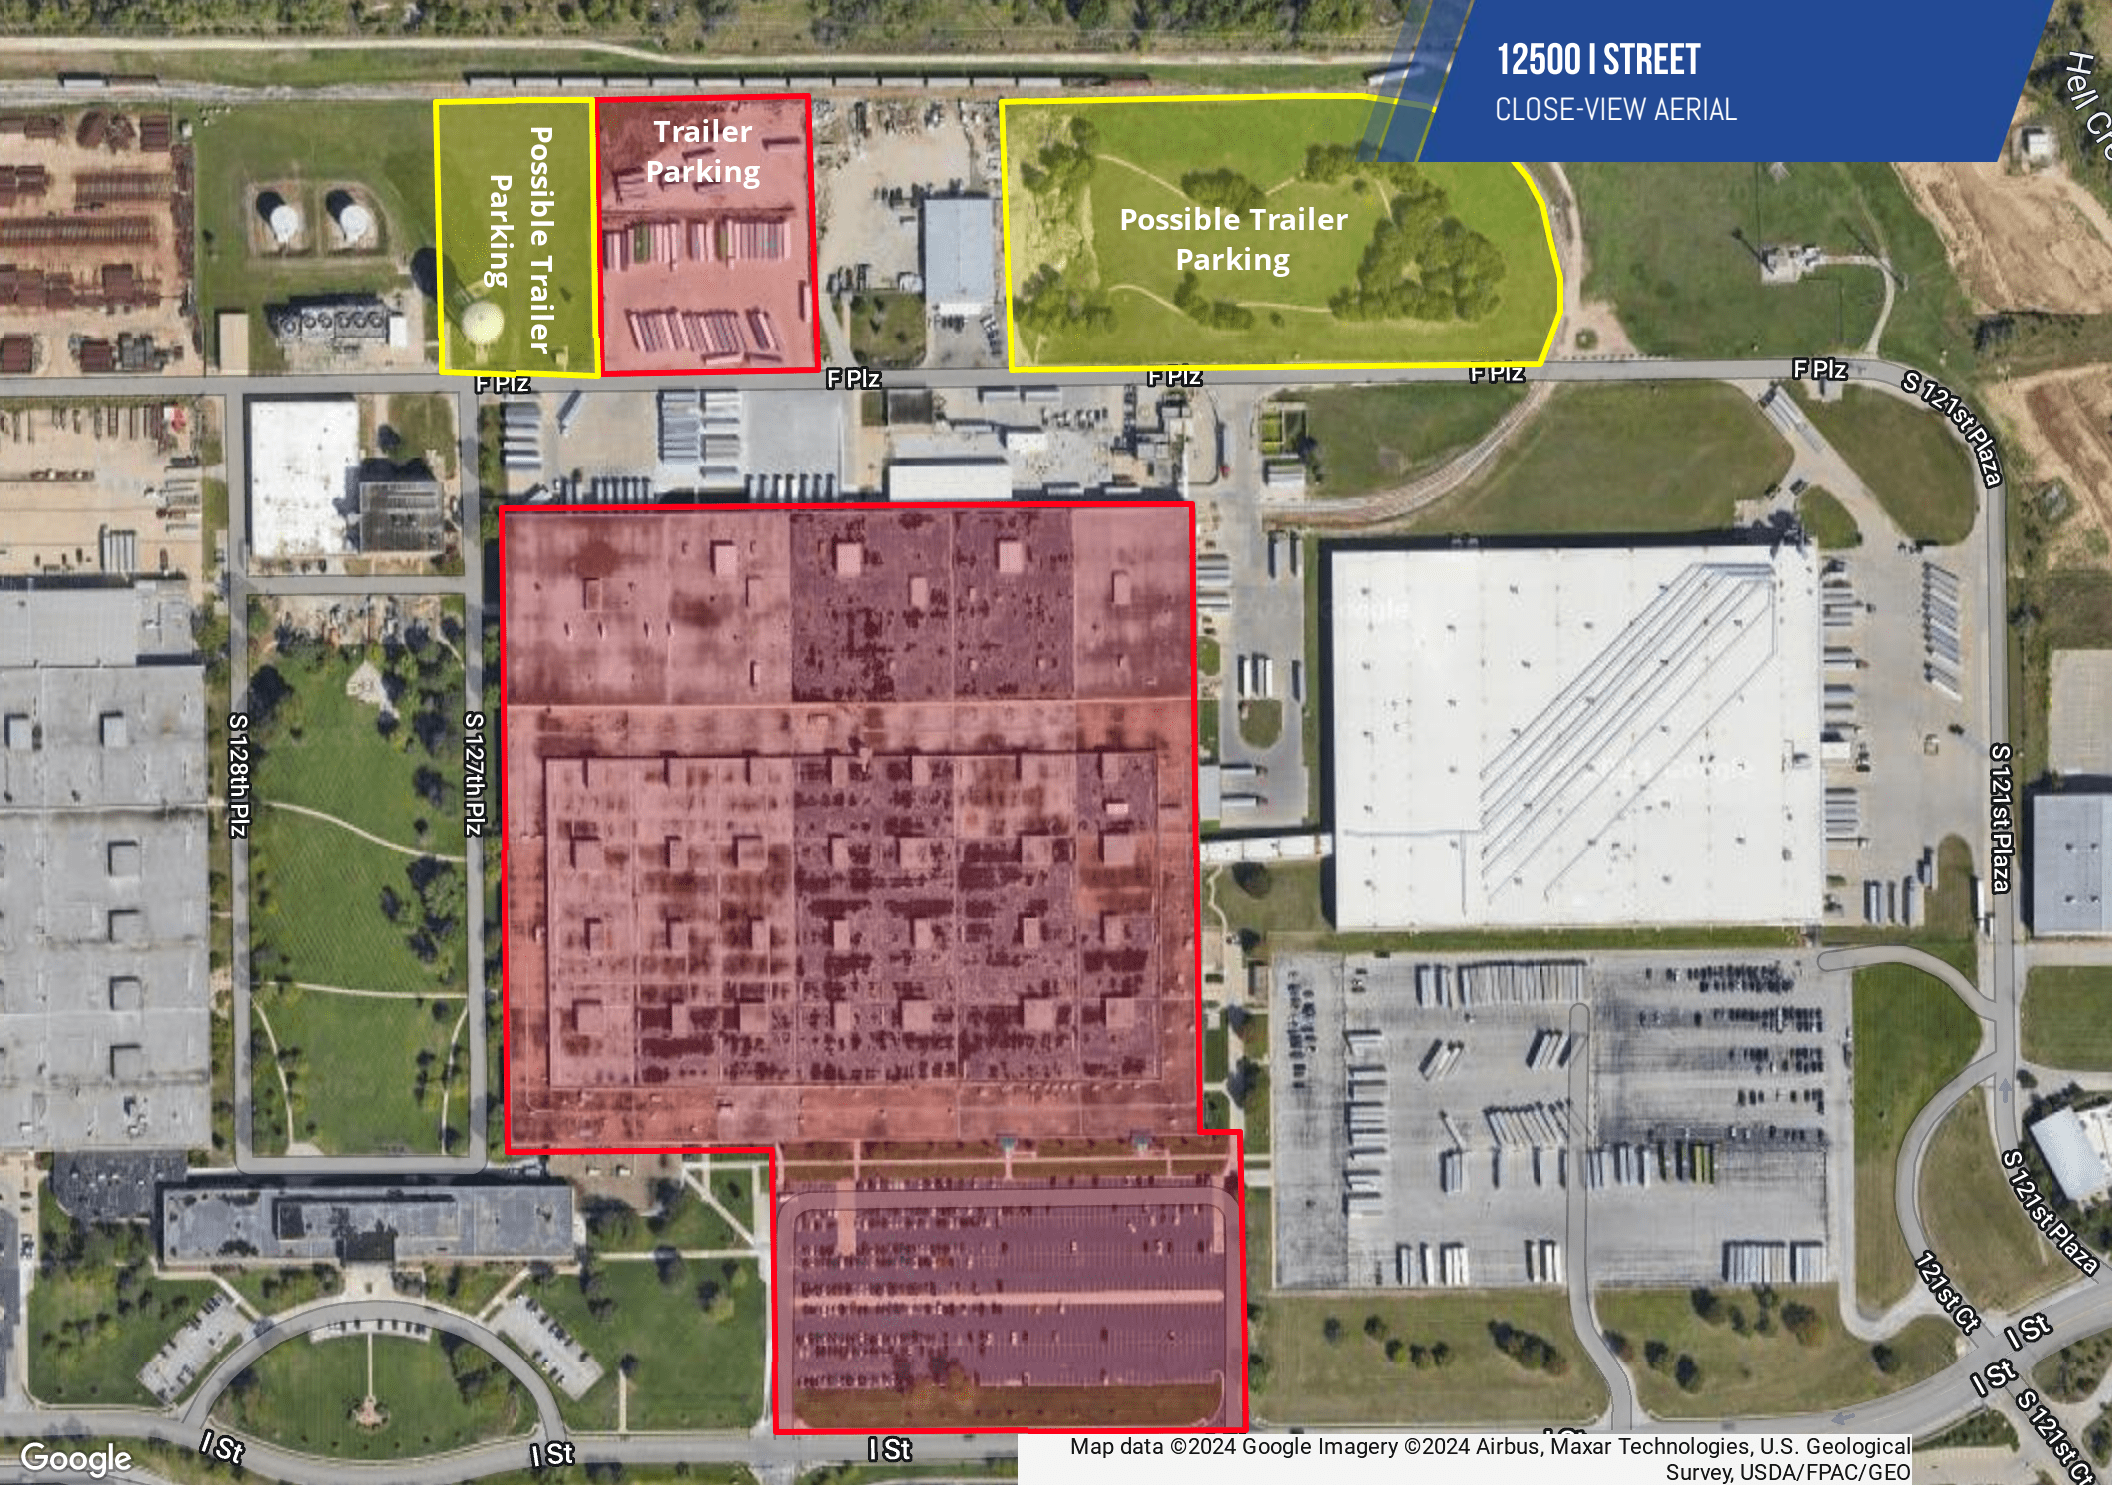 12500 I STREET
CLOSE-VIEW AERIAL
Hell Cre
Possible Trailer
Parking
Trailer
Parking
Possible Trailer
Parking
F Plz
F Plz
F Plz
F Plz
F Plz
S 121st Plaza
S 128th Plz
S 127th Plz
S 121st Plaza
S 121st Plaza
121st Ct
I St
I St
S 121st Ct
I St
I St
I St
Google
Map data ©2024 Google Imagery ©2024 Airbus, Maxar Technologies, U.S. Geological
Survey, USDA/FPAC/GEO